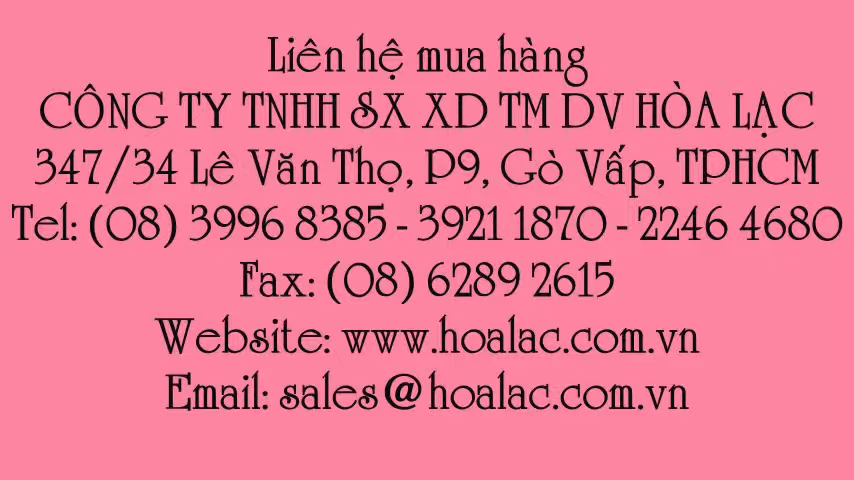 Liên hệ mua hàng
CÔNG TY TNHH SX XD TM DV HÒA LẠC
347/34 Lê Văn Thọ, P9, Gò Vấp, TPHCM
Tel: (08) 3996 8385 - 3921 1870 - 2246 4680
Fax: (08) 6289 2615
Website: www.hoalac.com.vn
Email: sales@hoalac.com.vn